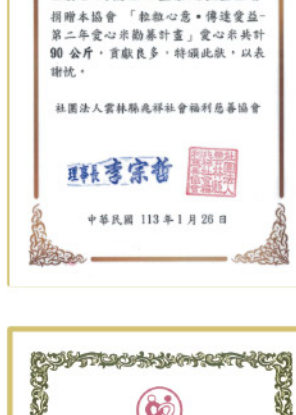 捐贈本協會 「粒粒心意•傳達愛益-
第二年愛心米勸募計畫」愛心米共計
90 公斤,貢獻良多,特頒此狀,以表
謝忱。
社團法人雲林縣兆祥社會福利慈善協會
理事長 李宗哲
中華民國 113 年 1 月 26 日